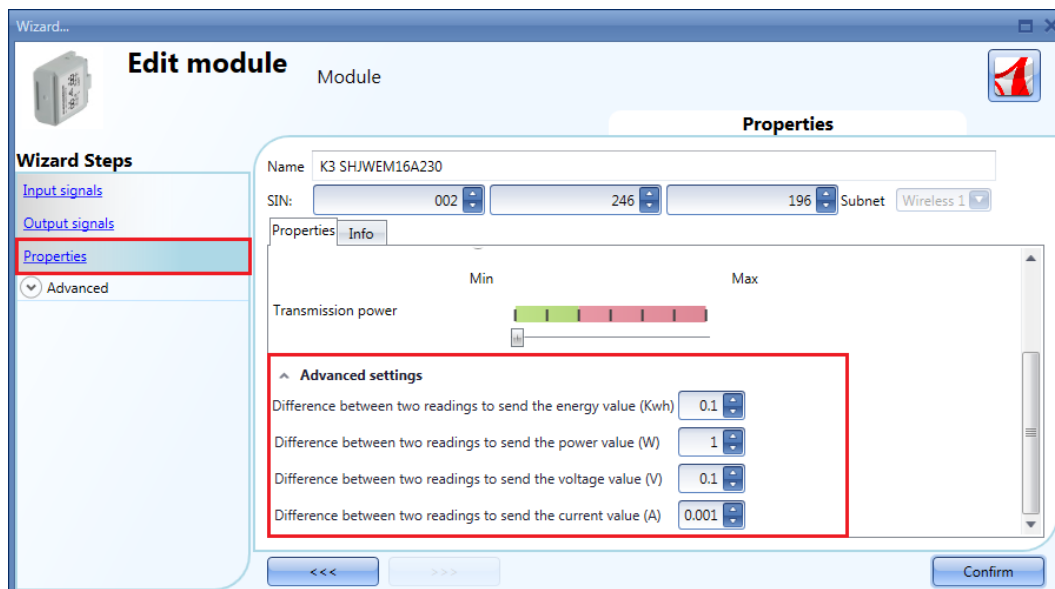 Wizard...
Edit module
Module
Properties
Wizard Steps
Input signals
Output signals
Properties
Advanced
Name K3 SHJWEM16A230
SIN: 002 246 196 Subnet Wireless 1
Properties Info
Min Max
Transmission power
Advanced settings
Difference between two readings to send the energy value (Kwh) 0.1
Difference between two readings to send the power value (W) 1
Difference between two readings to send the voltage value (V) 0.1
Difference between two readings to send the current value (A) 0.001
<<< >>> Confirm